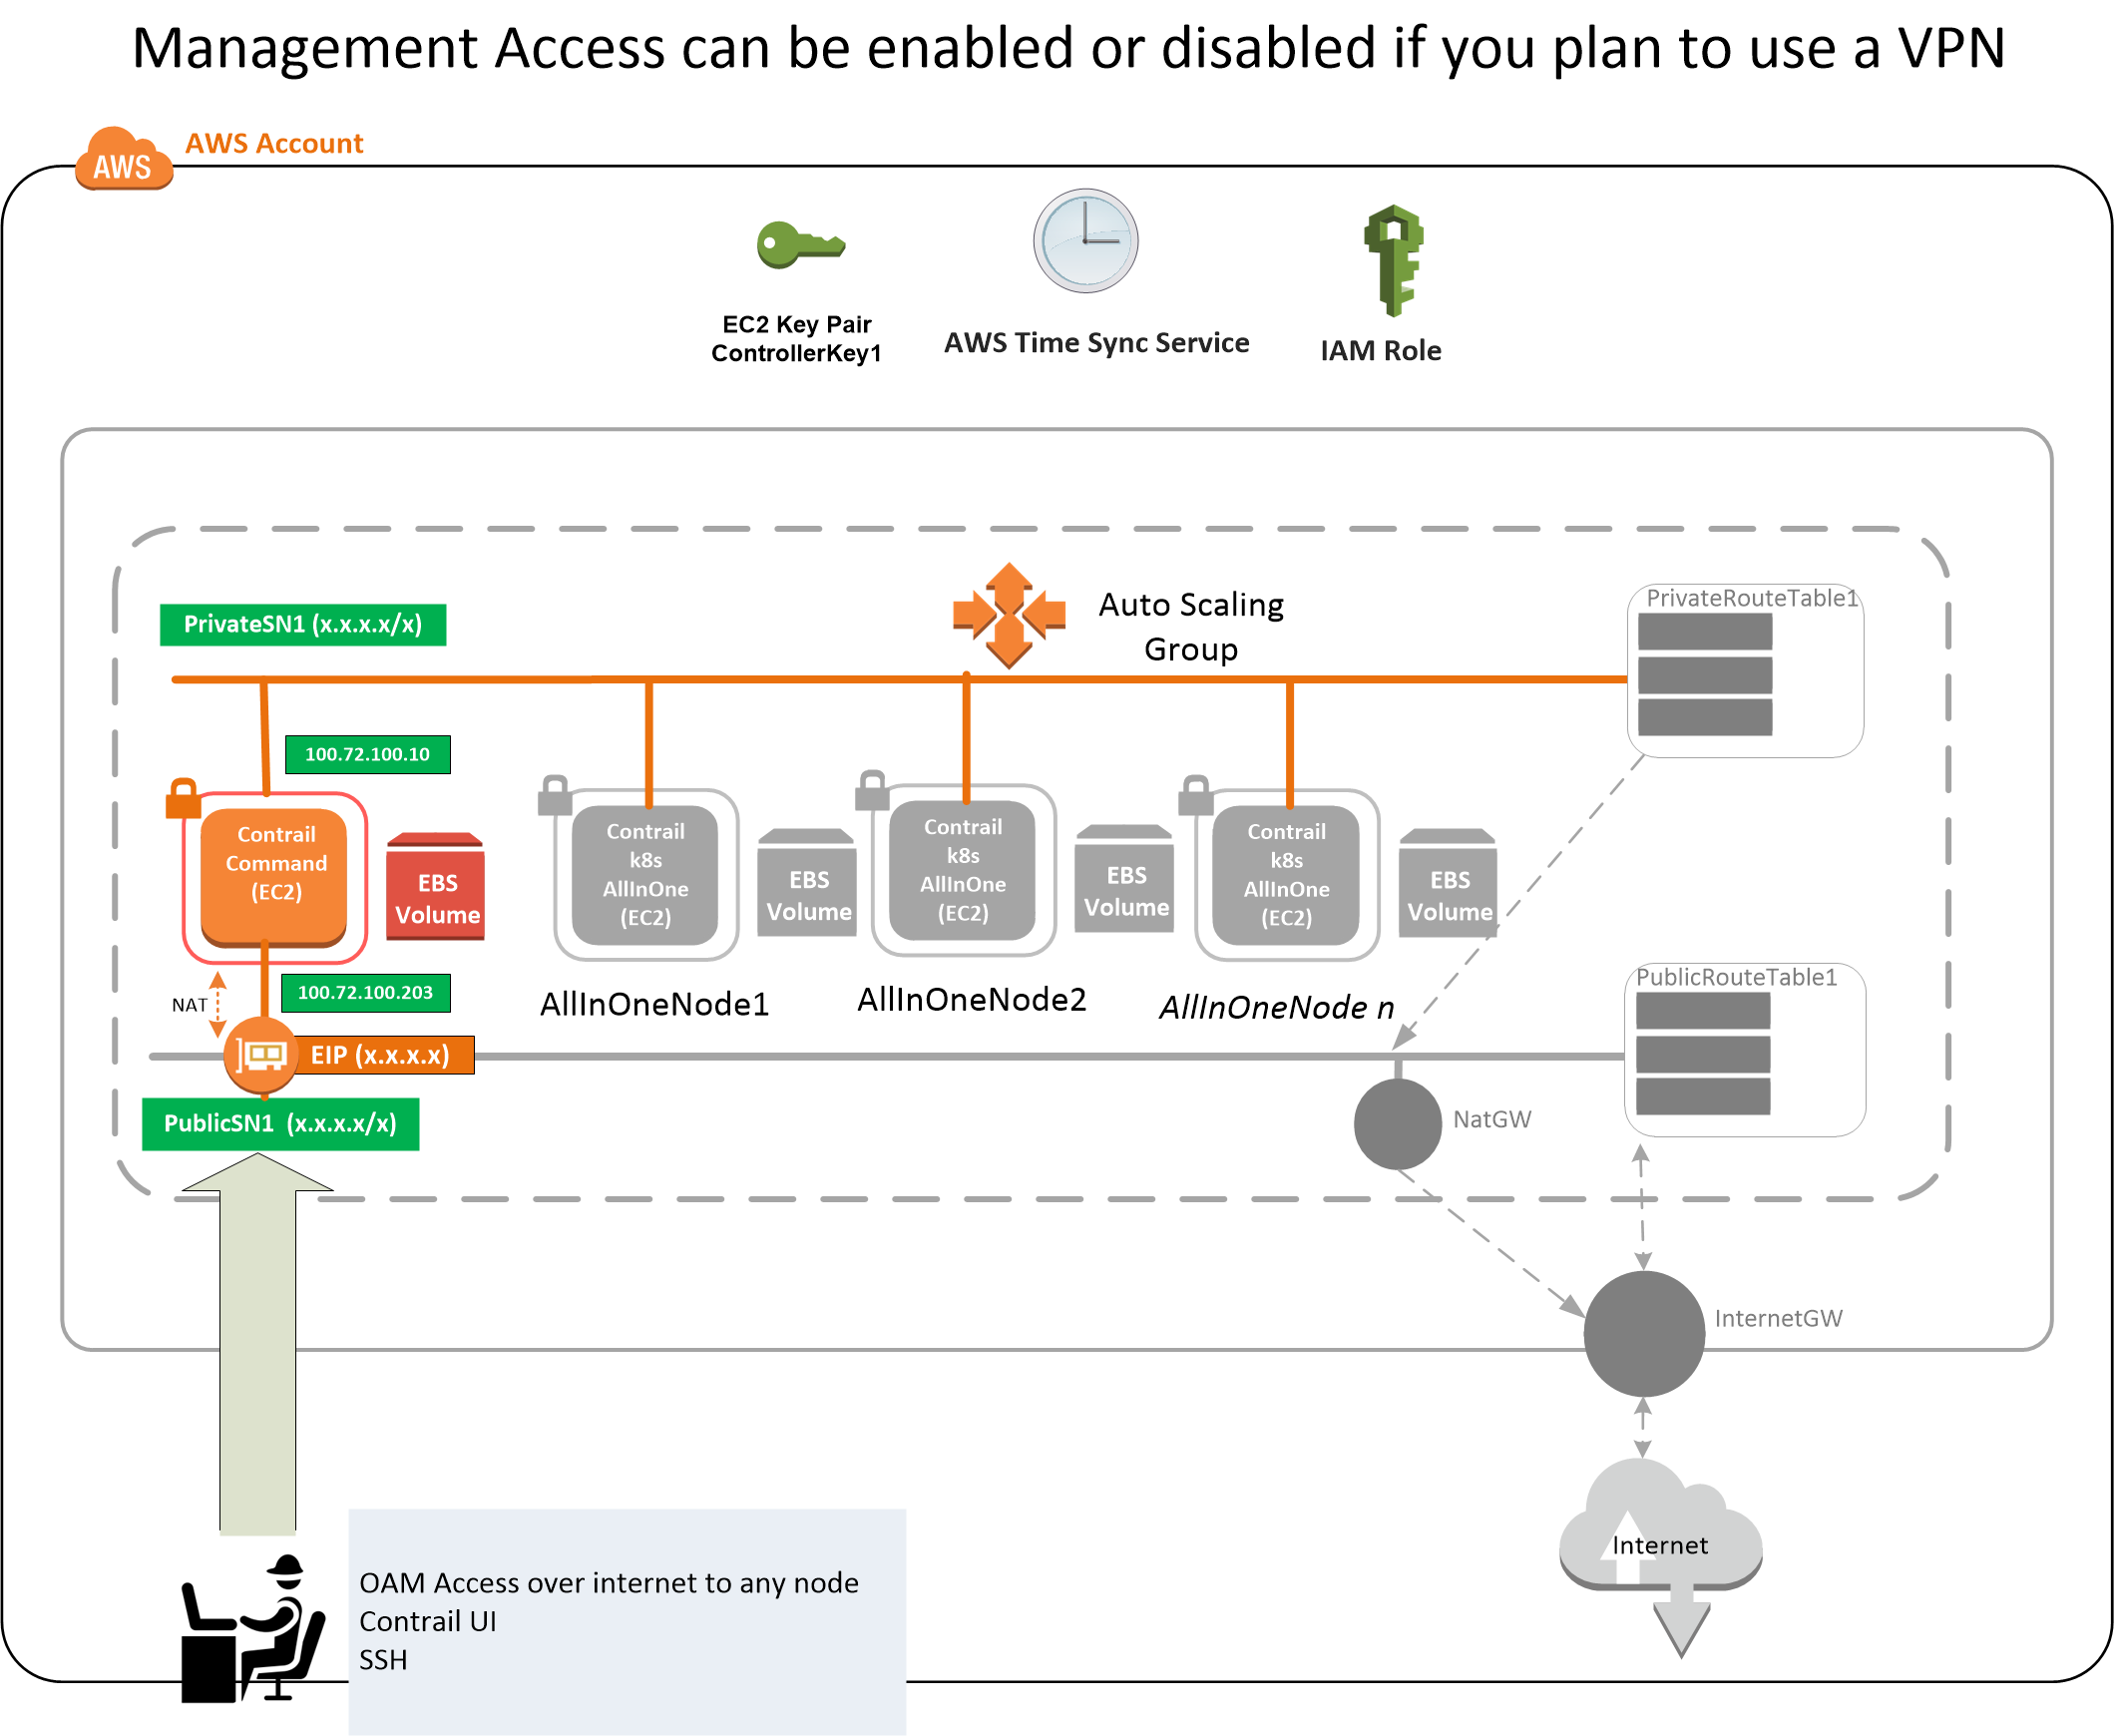 Management Access can be enabled or disabled if you plan to use a VPN
AWS
AWS Account
EC2 Key Pair
ControllerKey1
AWS Time Sync Service
IAM Role
PrivateSN1 (x.x.x.x/x)
Auto Scaling
Group
PrivateRouteTable1
100.72.100.10
Contrail
Command
(EC2)
EBS
Volume
Contrail
k8s
AllInOne
(EC2)
EBS
Volume
Contrail
k8s
AllInOne
(EC2)
EBS
Volume
Contrail
k8s
AllInOne
(EC2)
EBS
Volume
NAT
100.72.100.203
AllInOneNode1
AllInOneNode2
AllInOneNode n
PublicRouteTable1
EIP (x.x.x.x)
PublicSN1 (x.x.x.x/x)
NatGW
InternetGW
Internet
OAM Access over internet to any node
Contrail UI
SSH